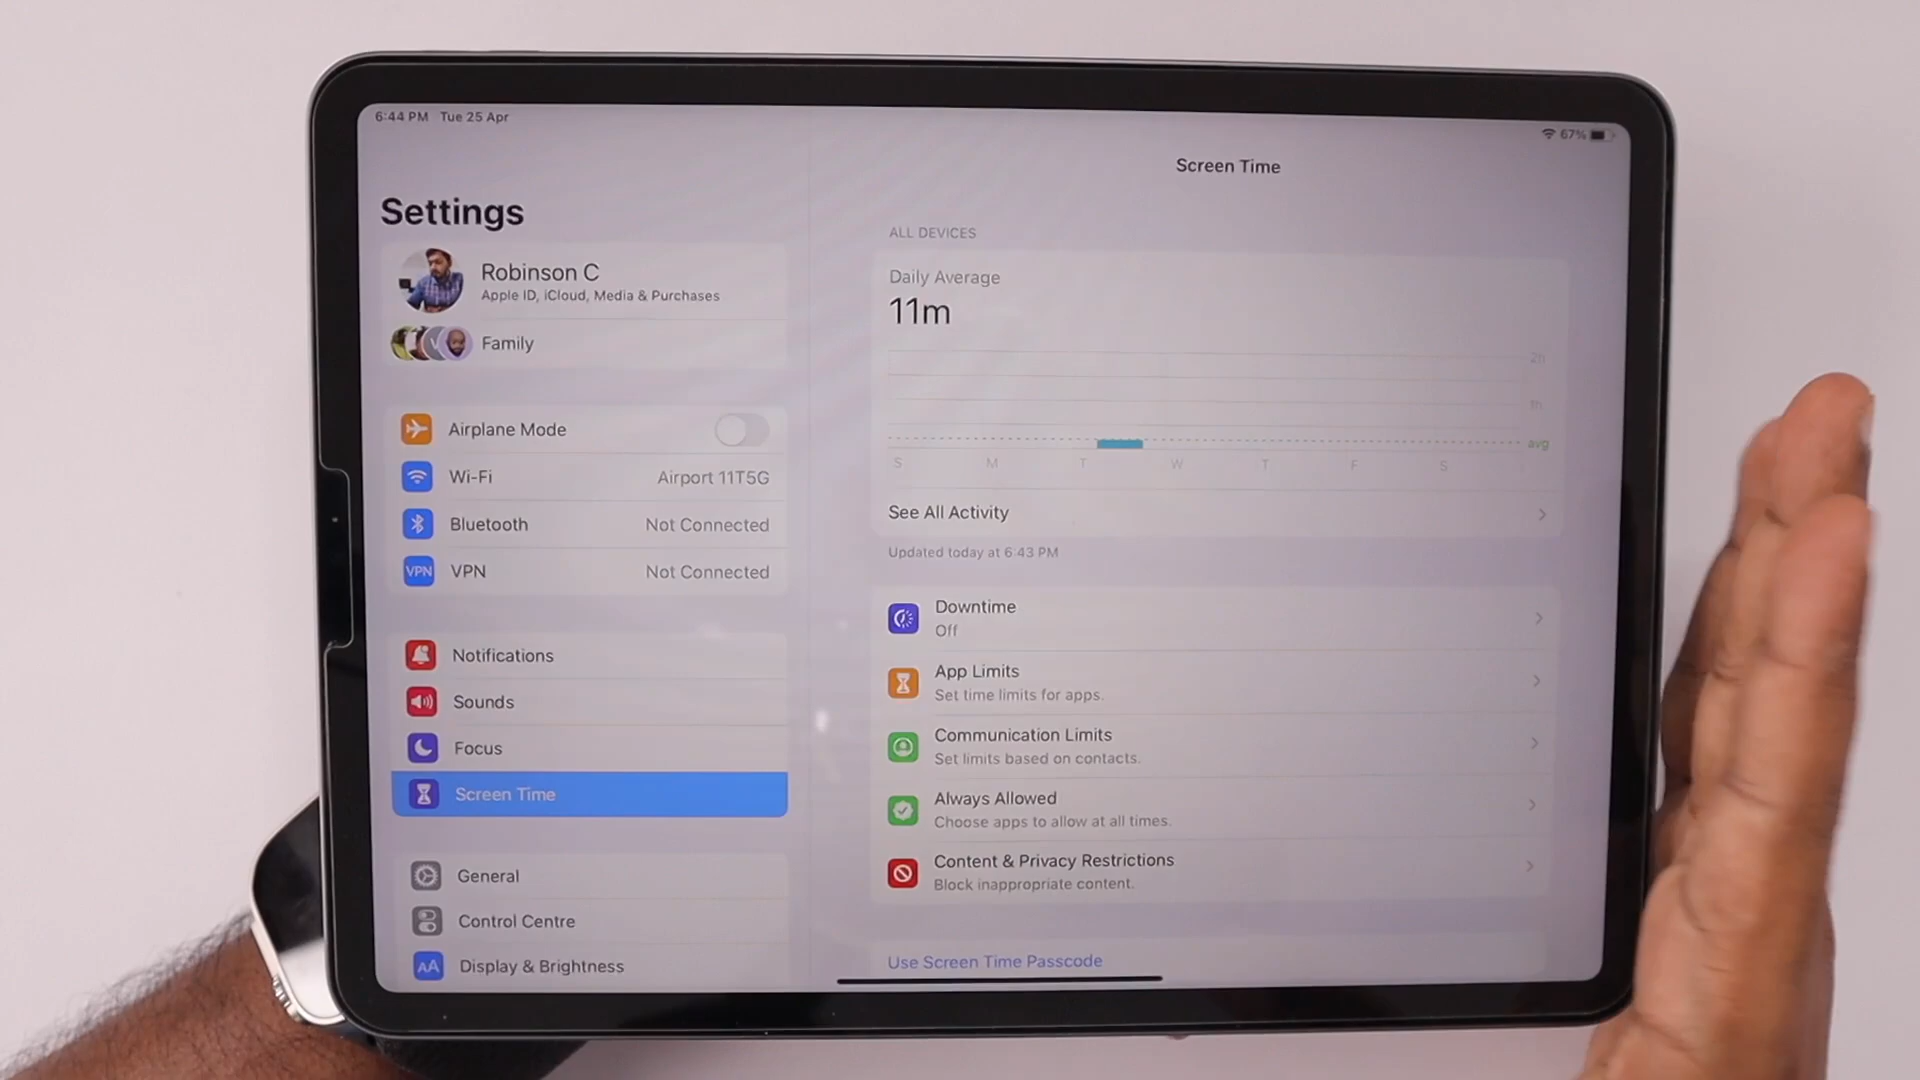 6:44 PM Tue 25 Apr
67%
Settings
Robinson C
Apple ID, iCloud, Media & Purchases
Family
Airplane Mode
Wi-Fi Airport 11T5G
Bluetooth Not Connected
VPN VPN Not Connected
Notifications
Sounds
Focus
Screen Time
General
Control Centre
AA Display & Brightness
Screen Time
ALL DEVICES
Daily Average
11m
2h
1h
avg
S M T W T F S
See All Activity
Updated today at 6:43 PM
Downtime
Off
App Limits
Set time limits for apps.
Communication Limits
Set limits based on contacts.
Always Allowed
Choose apps to allow at all times.
Content & Privacy Restrictions
Block inappropriate content.
Use Screen Time Passcode